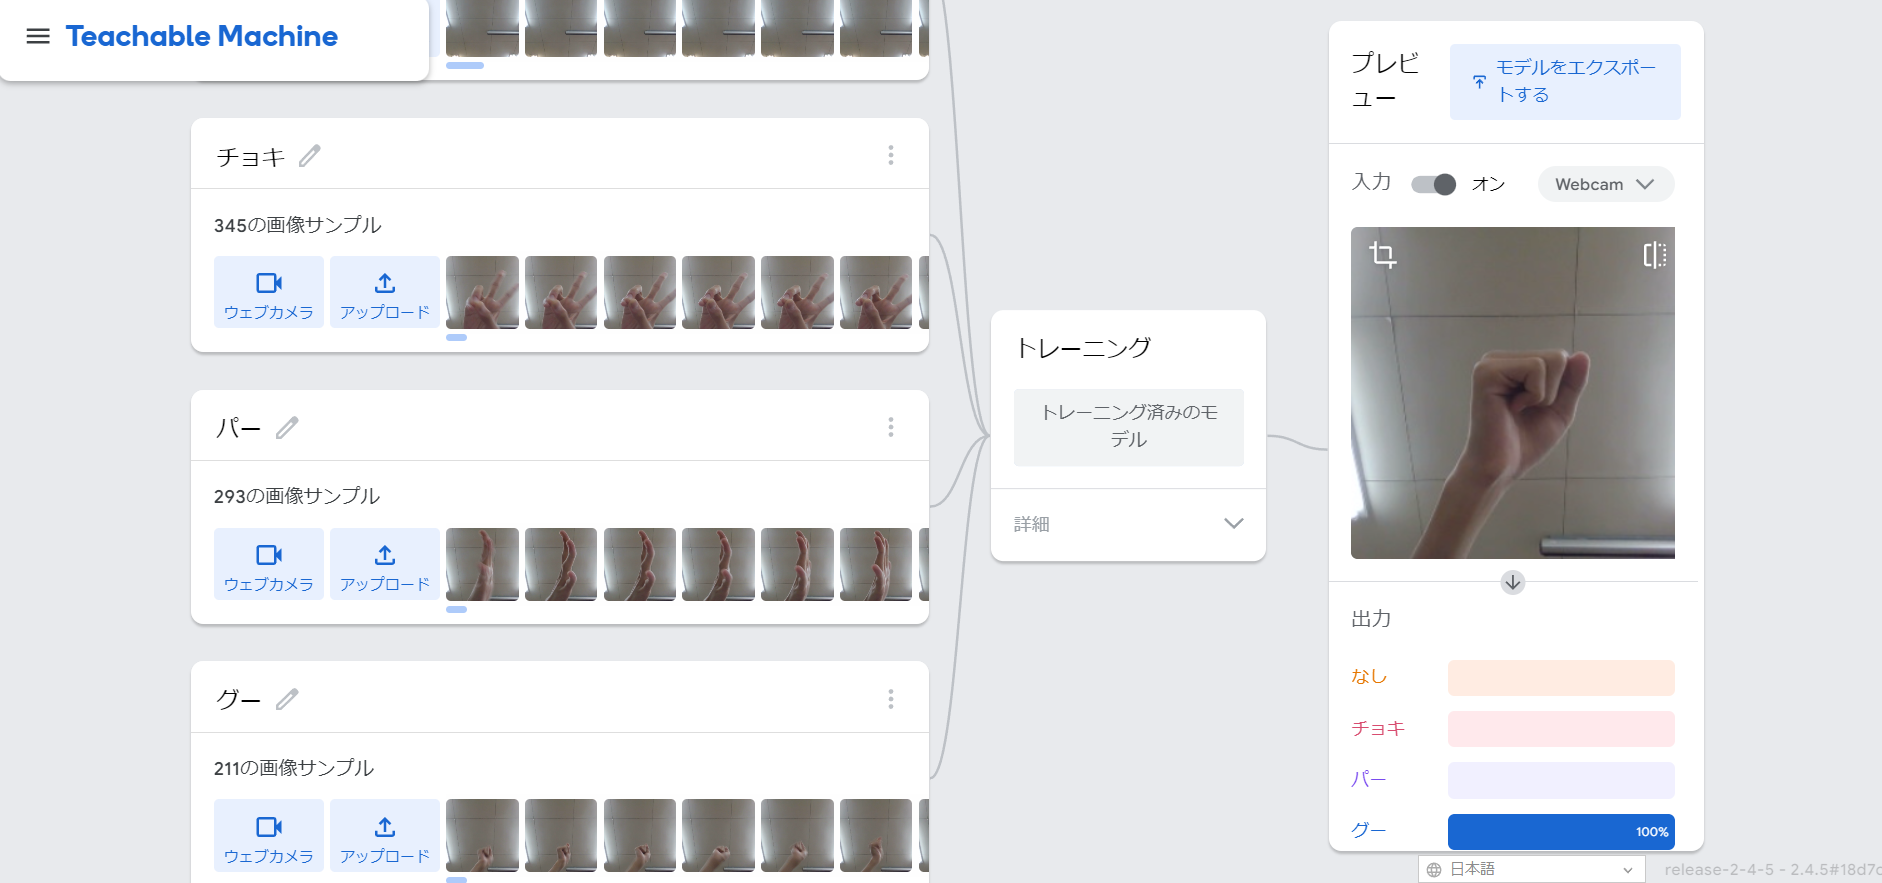 Teachable Machine
チョキ
345の画像サンプル
ウェブカメラ
アップロード
パー
293の画像サンプル
ウェブカメラ
アップロード
グー
211の画像サンプル
ウェブカメラ
アップロード
トレーニング
トレーニング済みのモ
デル
詳細
プレビ
ュー
モデルをエクスポー
トする
入力
オン
Webcam
出力
なし
チョキ
パー
グー
100%
日本語
release-2-4-5 - 2.4.5#18d7